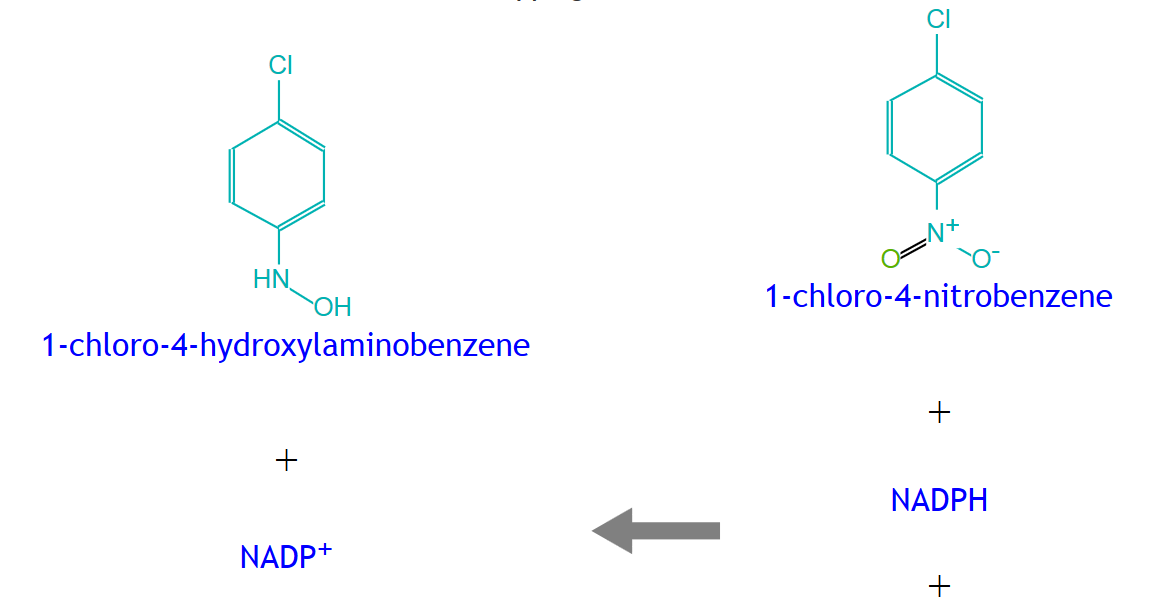 Cl
HN
OH
1-chloro-4-hydroxylaminobenzene
+
NADP⁺
Cl
N⁺
O
O⁻
1-chloro-4-nitrobenzene
+
NADPH
+